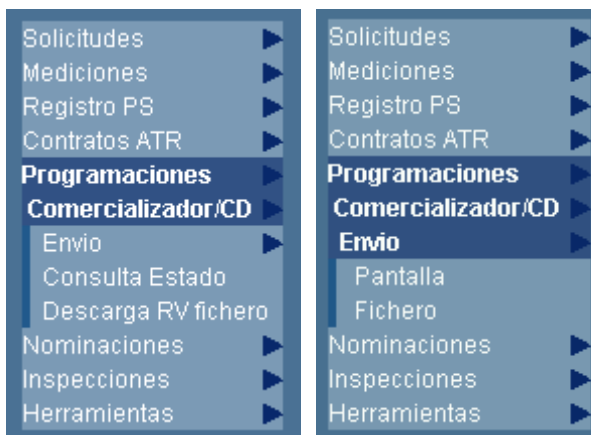 Solicitudes
Mediciones
Registro PS
Contratos ATR
Programaciones
Comercializador/CD
Envio
Consulta Estado
Descarga RV fichero
Nominaciones
Inspecciones
Herramientas
Solicitudes
Mediciones
Registro PS
Contratos ATR
Programaciones
Comercializador/CD
Envio
Pantalla
Fichero
Nominaciones
Inspecciones
Herramientas